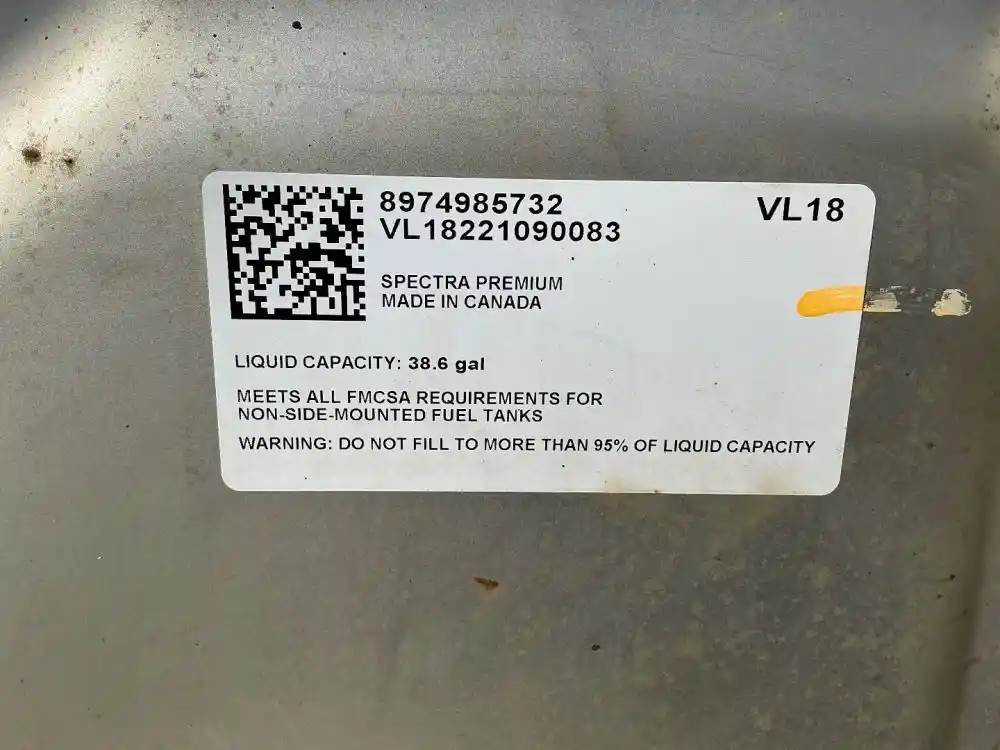 8974985732
VL18
VL18221090083
SPECTRA PREMIUM
MADE IN CANADA
LIQUID CAPACITY: 38.6 gal
MEETS ALL FMCSA REQUIREMENTS FOR
NON-SIDE-MOUNTED FUEL TANKS
WARNING: DO NOT FILL TO MORE THAN 95% OF LIQUID CAPACITY